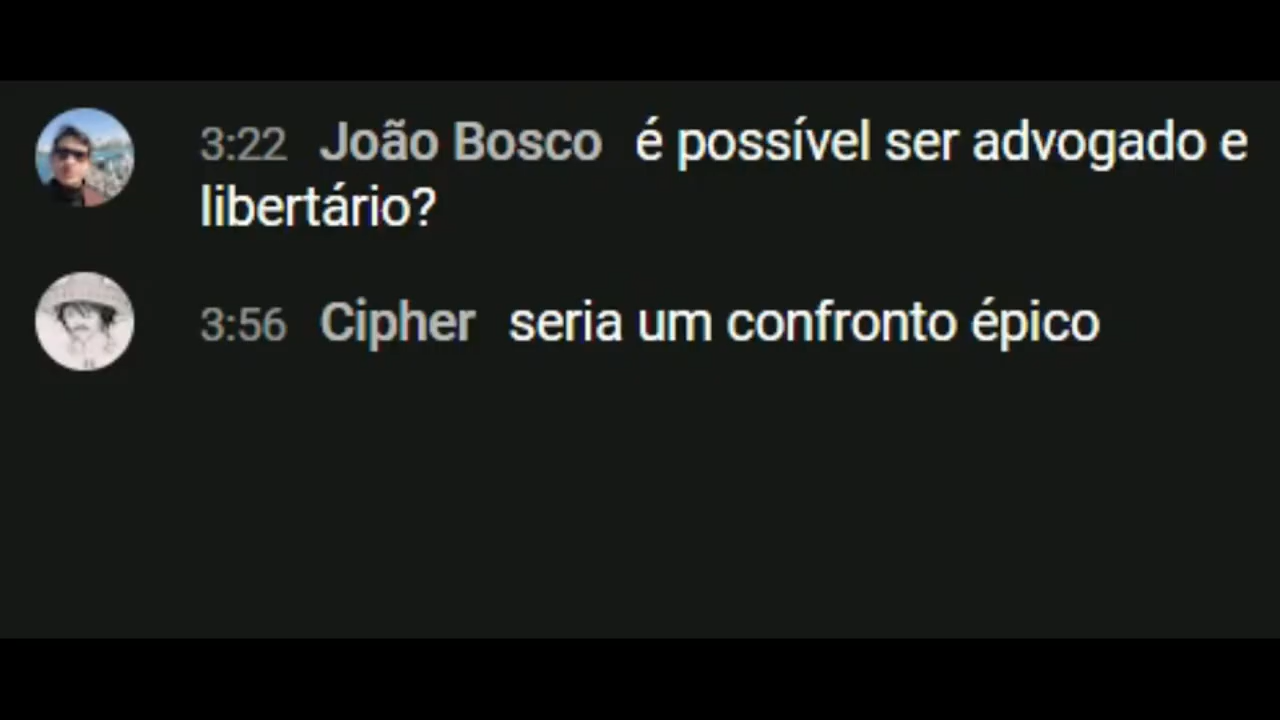 3:22 João Bosco é possível ser advogado e
libertário?
3:56 Cipher seria um confronto épico